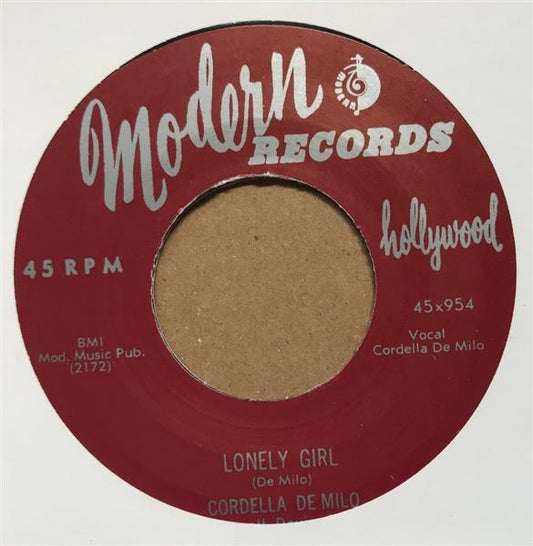 Modern
RECORDS
hollywood
45 RPM
45x954
BMI
Mod. Music Pub.
(2172)
Vocal
Cordella De Milo
LONELY GIRL
(De Milo)
CORDELLA DE MILO